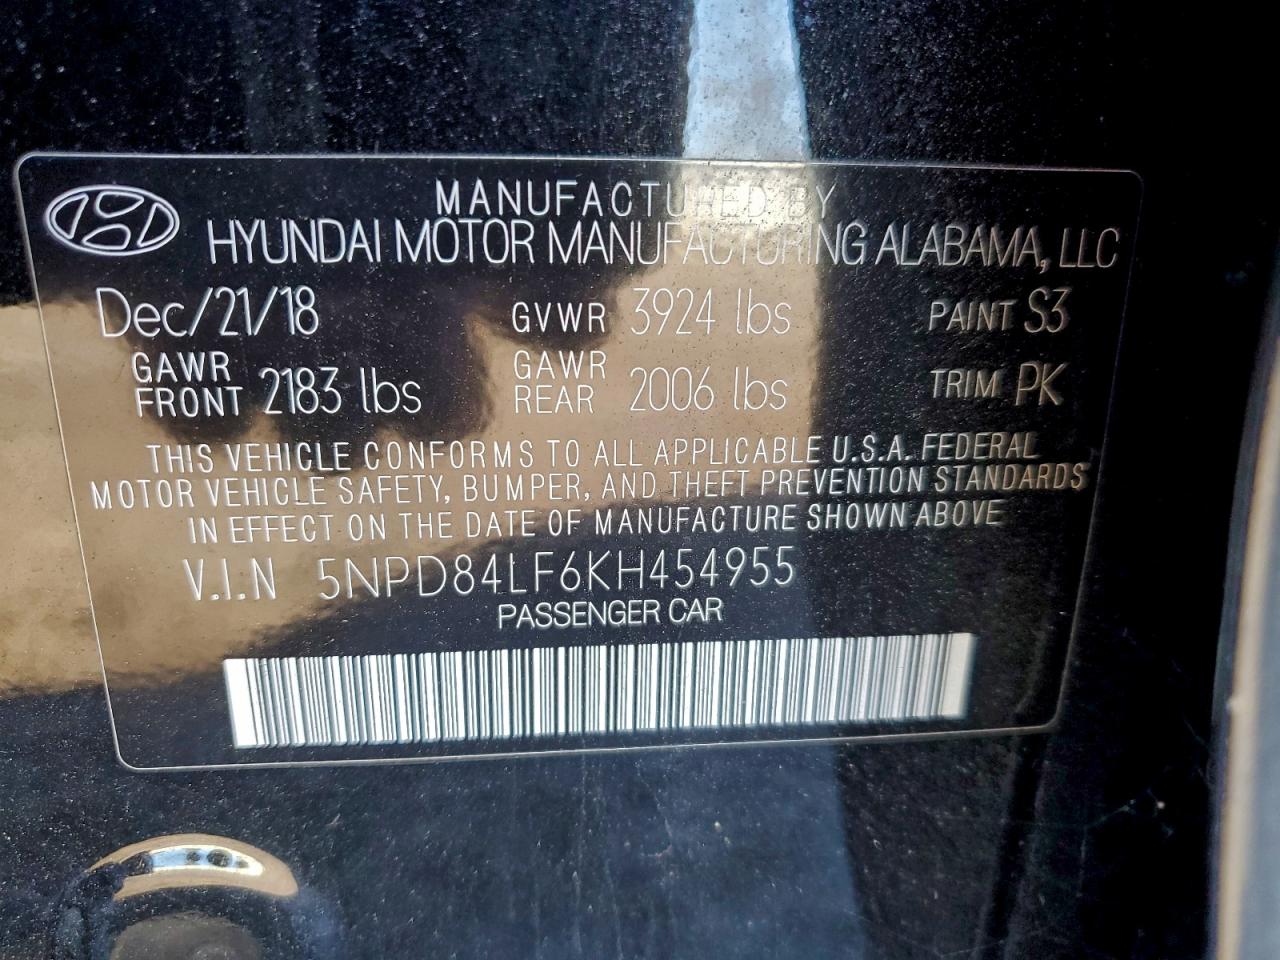 MANUFACTURED BY
HYUNDAI MOTOR MANUFACTURING ALABAMA, LLC
Dec/21/18 GVWR 3924 lbs PAINT S3
GAWR FRONT 2183 lbs GAWR REAR 2006 lbs TRIM PK
THIS VEHICLE CONFORMS TO ALL APPLICABLE U.S.A. FEDERAL
MOTOR VEHICLE SAFETY, BUMPER, AND THEFT PREVENTION STANDARDS
IN EFFECT ON THE DATE OF MANUFACTURE SHOWN ABOVE
V.I.N 5NPD84LF6KH454955
PASSENGER CAR